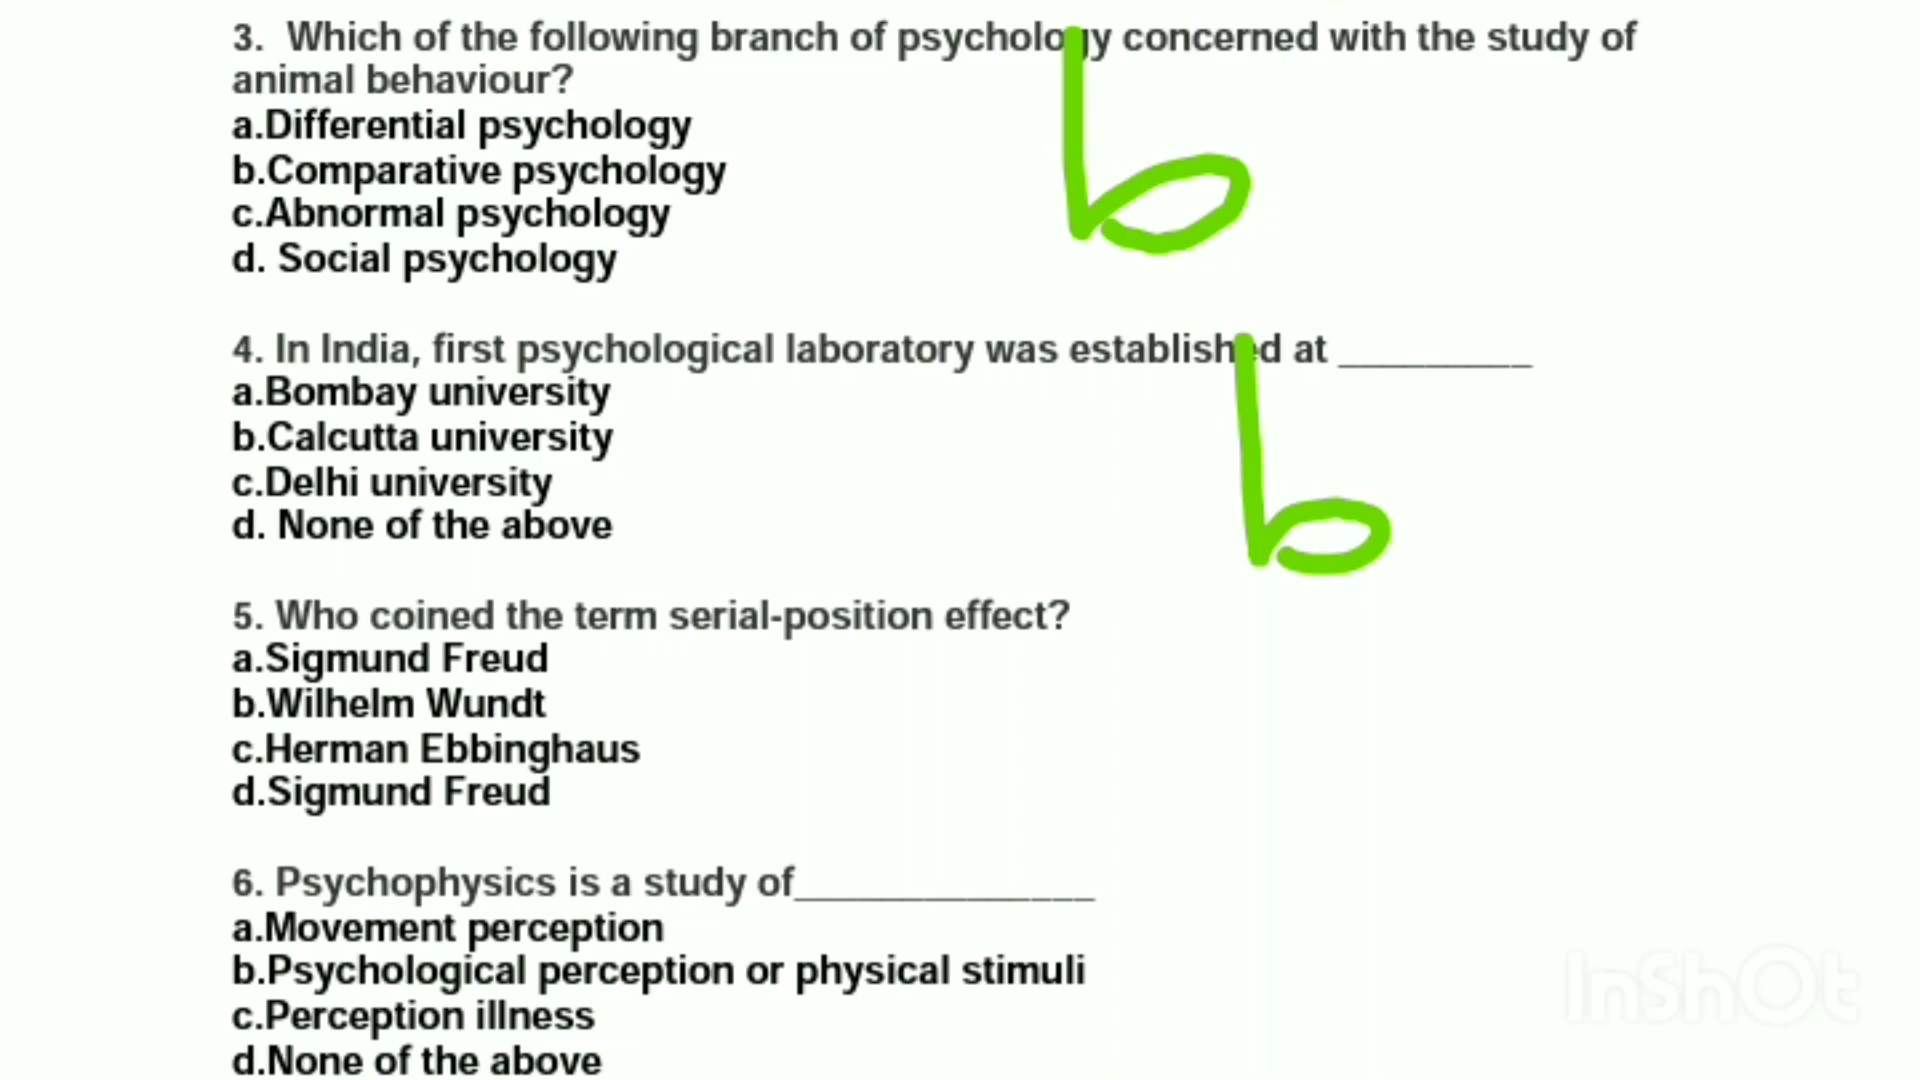 3. Which of the following branch of psychology concerned with the study of
animal behaviour?
a.Differential psychology
b.Comparative psychology
c.Abnormal psychology
d. Social psychology
b
4. In India, first psychological laboratory was established at _________
a.Bombay university
b.Calcutta university
c.Delhi university
d. None of the above
b
5. Who coined the term serial-position effect?
a.Sigmund Freud
b.Wilhelm Wundt
c.Herman Ebbinghaus
d.Sigmund Freud
6. Psychophysics is a study of______________
a.Movement perception
b.Psychological perception or physical stimuli
c.Perception illness
d.None of the above
InShOt